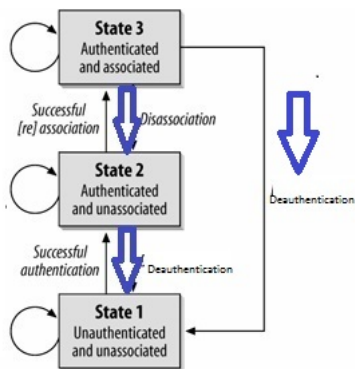 State 3
Authenticated
and associated
Successful
[re] association
Disassociation
State 2
Authenticated
and unassociated
Deauthentication
Successful
authentication
Deauthentication
State 1
Unauthenticated
and unassociated